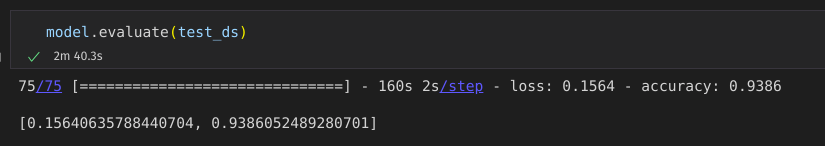 model.evaluate(test_ds)
2m 40.3s
75/75 [==============================] - 160s 2s/step - loss: 0.1564 - accuracy: 0.9386
[0.15640635788440704, 0.9386052489280701]